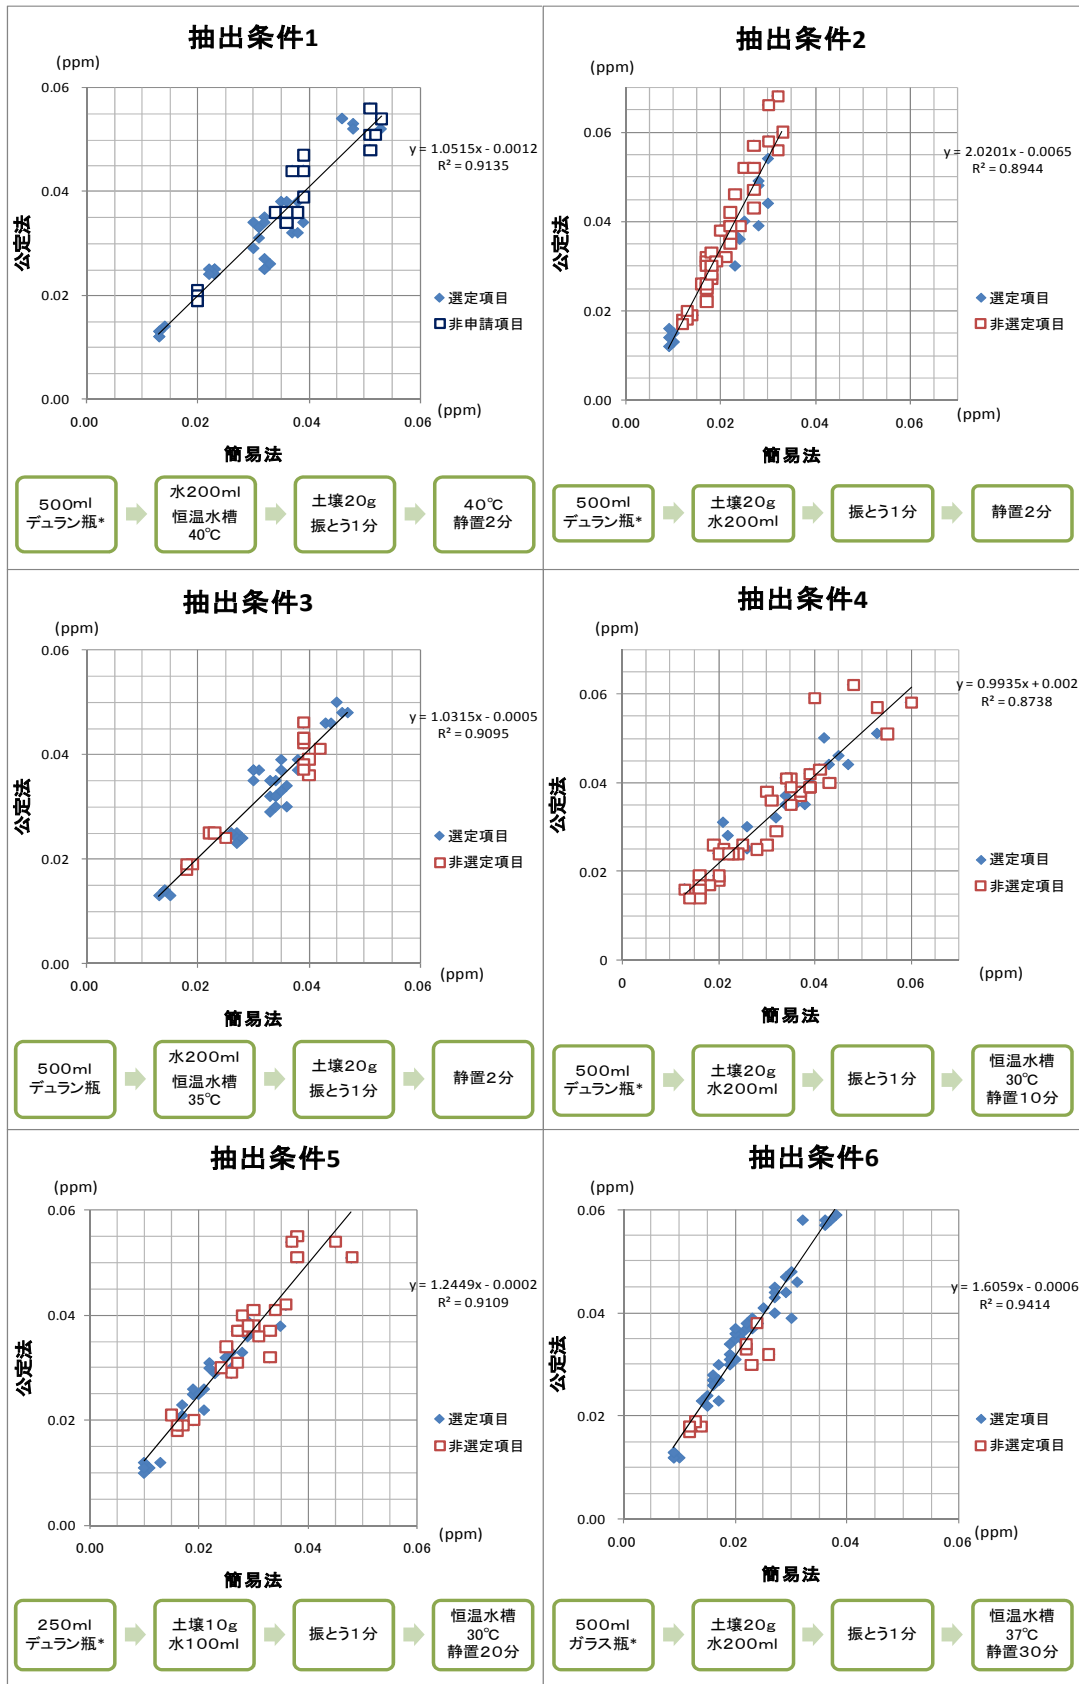 抽出条件1
(ppm)
0.06
0.04
0.02
0.00
0.00
0.02
0.04
0.06
(ppm)
公定法
簡易法
y = 1.0515x - 0.0012
R² = 0.9135
選定項目
非申請項目
500ml
デュラン瓶*
水200ml
恒温水槽
40℃
土壌20g
振とう1分
40℃
静置2分
抽出条件2
(ppm)
0.06
0.04
0.02
0.00
0.00
0.02
0.04
0.06
(ppm)
公定法
簡易法
y = 2.0201x - 0.0065
R² = 0.8944
選定項目
非選定項目
500ml
デュラン瓶*
土壌20g
水200ml
振とう1分
静置2分
抽出条件3
(ppm)
0.06
0.04
0.02
0.00
0.00
0.02
0.04
0.06
(ppm)
公定法
簡易法
y = 1.0315x - 0.0005
R² = 0.9095
選定項目
非選定項目
500ml
デュラン瓶
水200ml
恒温水槽
35℃
土壌20g
振とう1分
静置2分
抽出条件4
(ppm)
0.06
0.04
0.02
0
0
0.02
0.04
0.06
(ppm)
公定法
簡易法
y = 0.9935x + 0.002
R² = 0.8738
選定項目
非選定項目
500ml
デュラン瓶*
土壌20g
水200ml
振とう1分
恒温水槽
30℃
静置10分
抽出条件5
(ppm)
0.06
0.04
0.02
0.00
0.00
0.02
0.04
0.06
(ppm)
公定法
簡易法
y = 1.2449x - 0.0002
R² = 0.9109
選定項目
非選定項目
250ml
デュラン瓶*
土壌10g
水100ml
振とう1分
恒温水槽
30℃
静置20分
抽出条件6
(ppm)
0.06
0.04
0.02
0.00
0.00
0.02
0.04
0.06
(ppm)
公定法
簡易法
y = 1.6059x - 0.0006
R² = 0.9414
選定項目
非選定項目
500ml
ガラス瓶*
土壌20g
水200ml
振とう1分
恒温水槽
37℃
静置30分